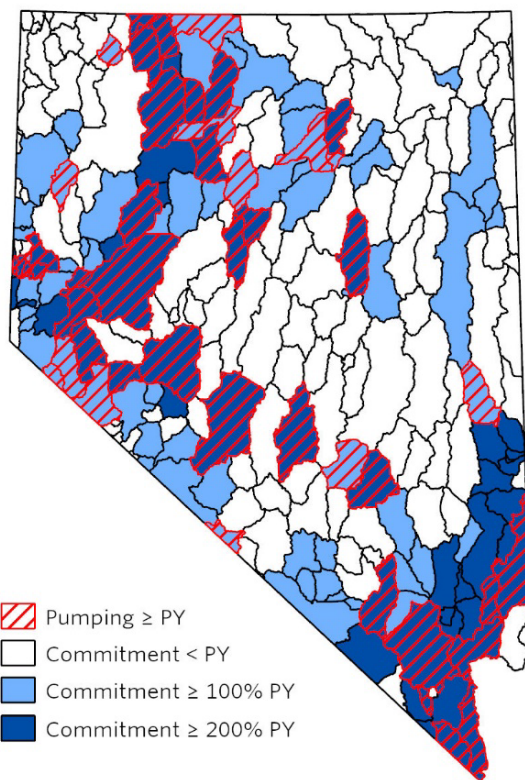 Pumping ≥ PY
Commitment < PY
Commitment ≥ 100% PY
Commitment ≥ 200% PY